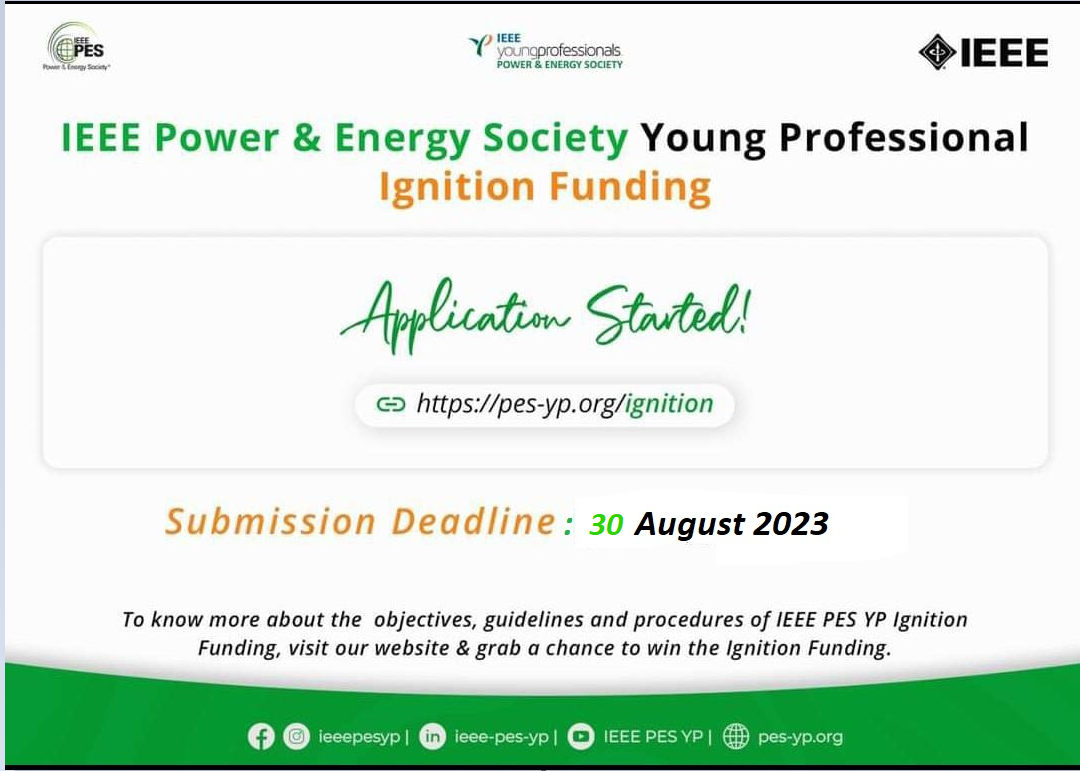 IEEE
PES
Power & Energy Society®
IEEE
youngprofessionals
POWER & ENERGY SOCIETY
IEEE
IEEE Power & Energy Society Young Professional
Ignition Funding
Application Started!
https://pes-yp.org/ignition
Submission Deadline : 30 August 2023
To know more about the objectives, guidelines and procedures of IEEE PES YP Ignition
Funding, visit our website & grab a chance to win the Ignition Funding.
ieeepesyp | ieee-pes-yp | IEEE PES YP | pes-yp.org